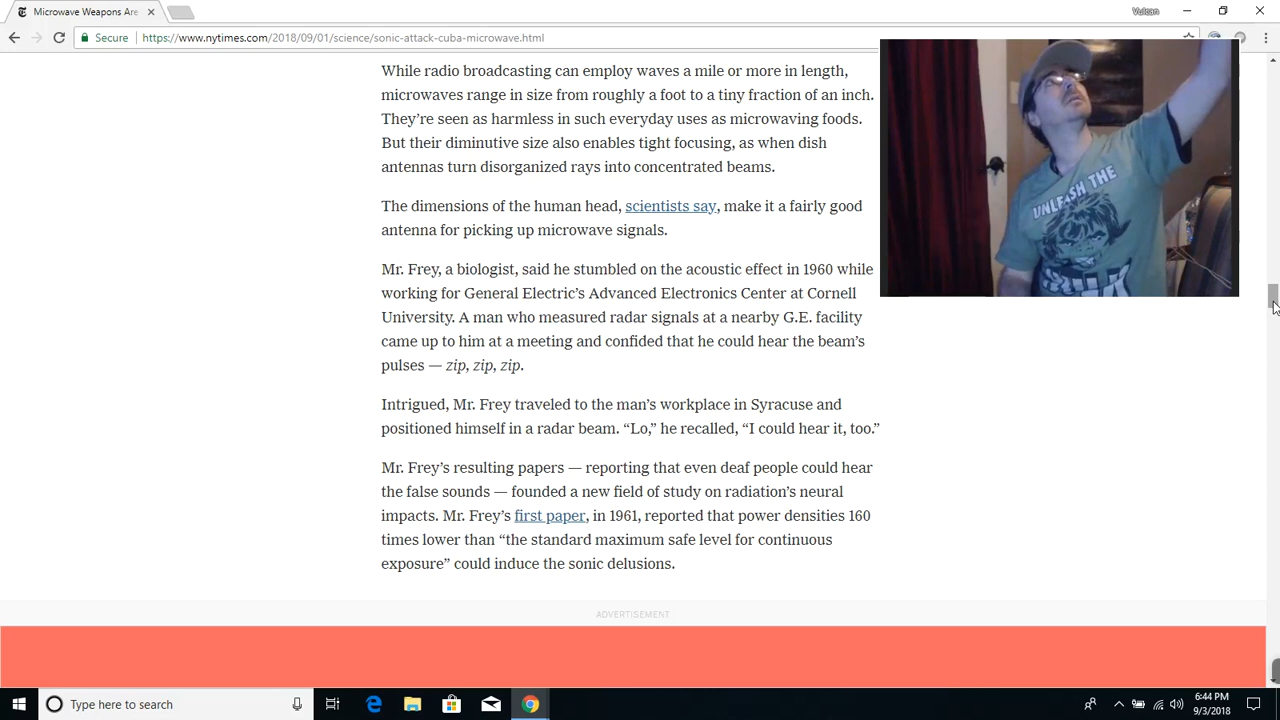 Microwave Weapons Are
Vulcan
Secure
https://www.nytimes.com/2018/09/01/science/sonic-attack-cuba-microwave.html
While radio broadcasting can employ waves a mile or more in length,
microwaves range in size from roughly a foot to a tiny fraction of an inch.
They’re seen as harmless in such everyday uses as microwaving foods.
But their diminutive size also enables tight focusing, as when dish
antennas turn disorganized rays into concentrated beams.
The dimensions of the human head, scientists say, make it a fairly good
antenna for picking up microwave signals.
Mr. Frey, a biologist, said he stumbled on the acoustic effect in 1960 while
working for General Electric’s Advanced Electronics Center at Cornell
University. A man who measured radar signals at a nearby G.E. facility
came up to him at a meeting and confided that he could hear the beam’s
pulses — zip, zip, zip.
Intrigued, Mr. Frey traveled to the man’s workplace in Syracuse and
positioned himself in a radar beam. “Lo,” he recalled, “I could hear it, too.”
Mr. Frey’s resulting papers — reporting that even deaf people could hear
the false sounds — founded a new field of study on radiation’s neural
impacts. Mr. Frey’s first paper, in 1961, reported that power densities 160
times lower than “the standard maximum safe level for continuous
exposure” could induce the sonic delusions.
UNLEASH THE
ADVERTISEMENT
Type here to search
6:44 PM
9/3/2018